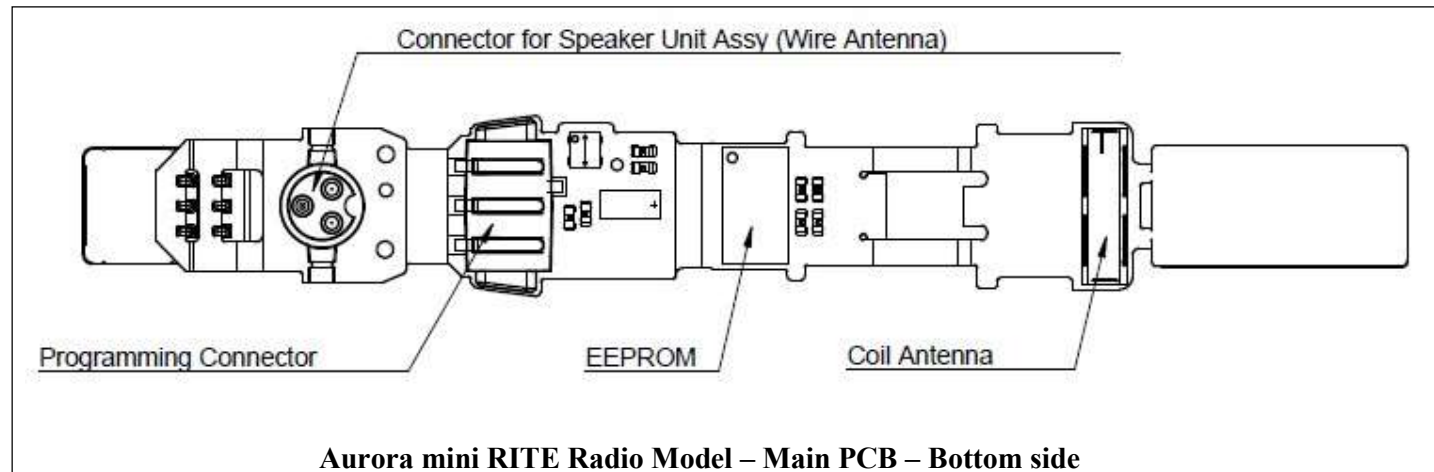 Connector for Speaker Unit Assy (Wire Antenna)
Programming Connector
EEPROM
Coil Antenna
Aurora mini RITE Radio Model – Main PCB – Bottom side